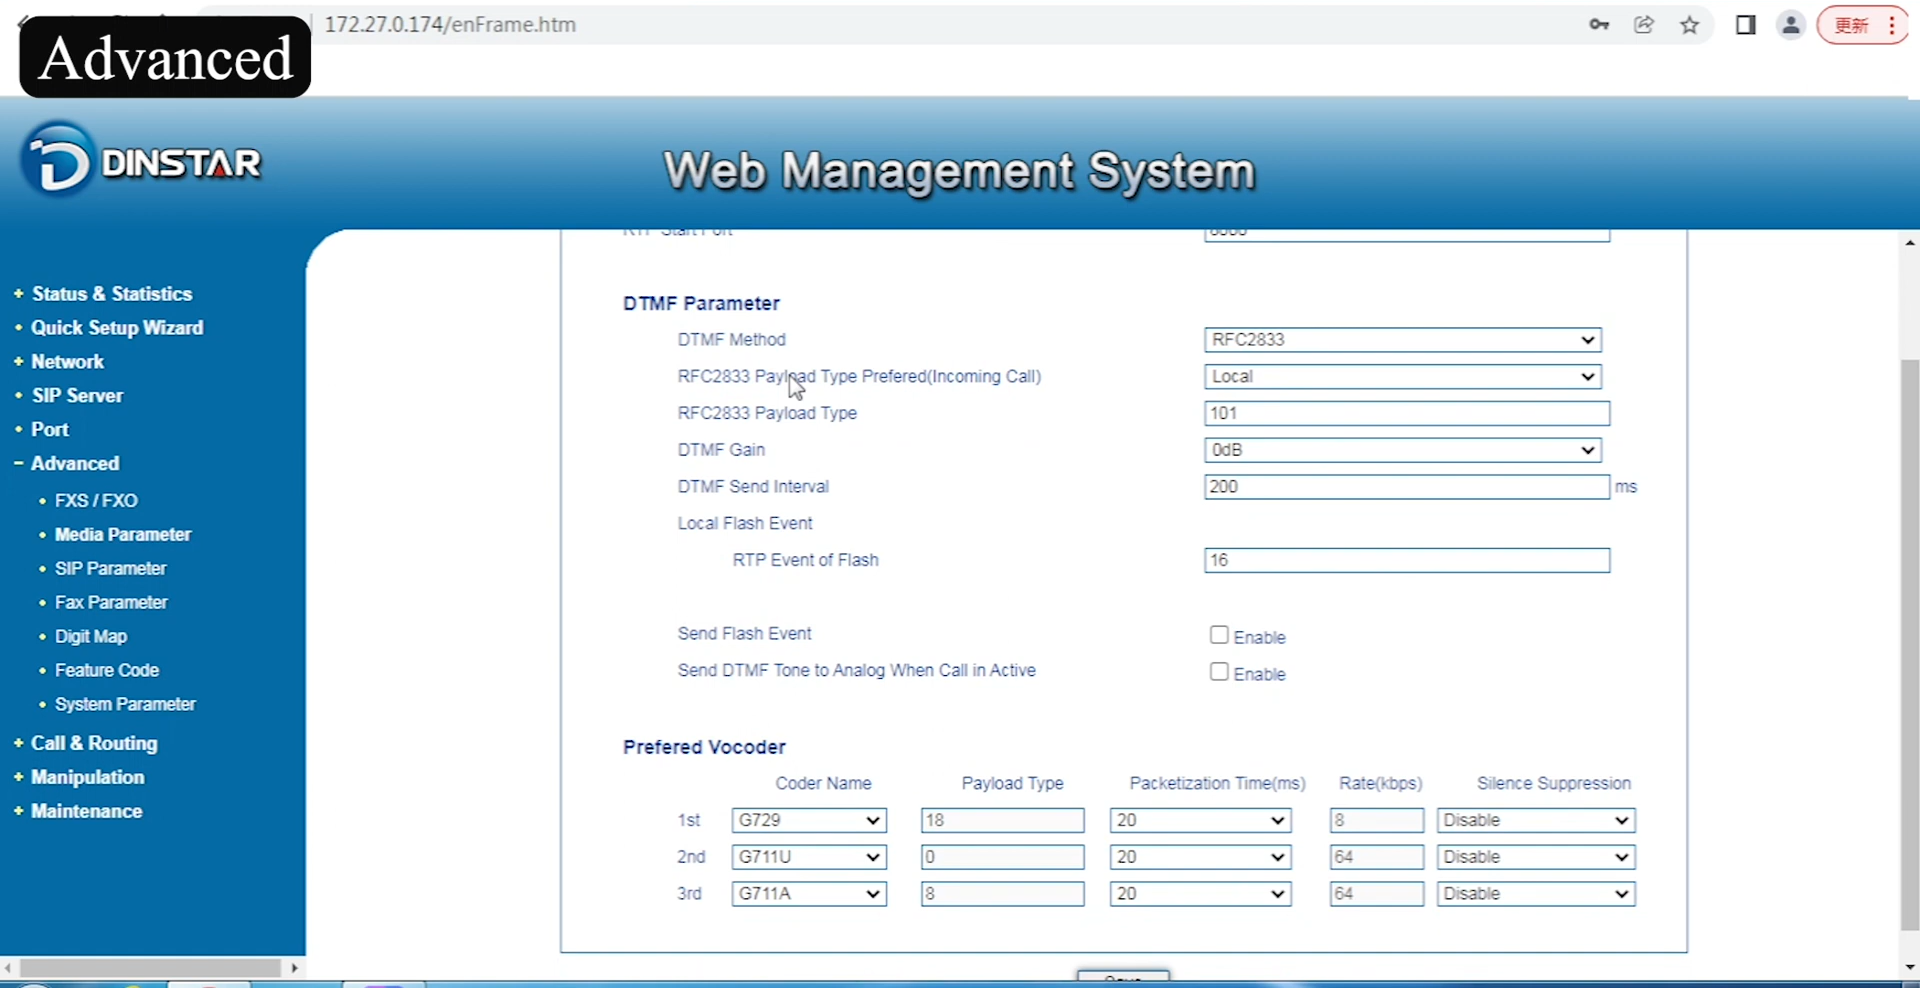 172.27.0.174/enFrame.htm
更新
Advanced
DINSTAR
Web Management System
RTP Start Port
Status & Statistics
Quick Setup Wizard
Network
SIP Server
Port
Advanced
FXS / FXO
Media Parameter
SIP Parameter
Fax Parameter
Digit Map
Feature Code
System Parameter
Call & Routing
Manipulation
Maintenance
DTMF Parameter
DTMF Method RFC2833
RFC2833 Payload Type Prefered(Incoming Call) Local
RFC2833 Payload Type 101
DTMF Gain 0dB
DTMF Send Interval 200 ms
Local Flash Event
RTP Event of Flash 16
Send Flash Event Enable
Send DTMF Tone to Analog When Call in Active Enable
Prefered Vocoder
Coder Name Payload Type Packetization Time(ms) Rate(kbps) Silence Suppression
1st G729 18 20 8 Disable
2nd G711U 0 20 64 Disable
3rd G711A 8 20 64 Disable